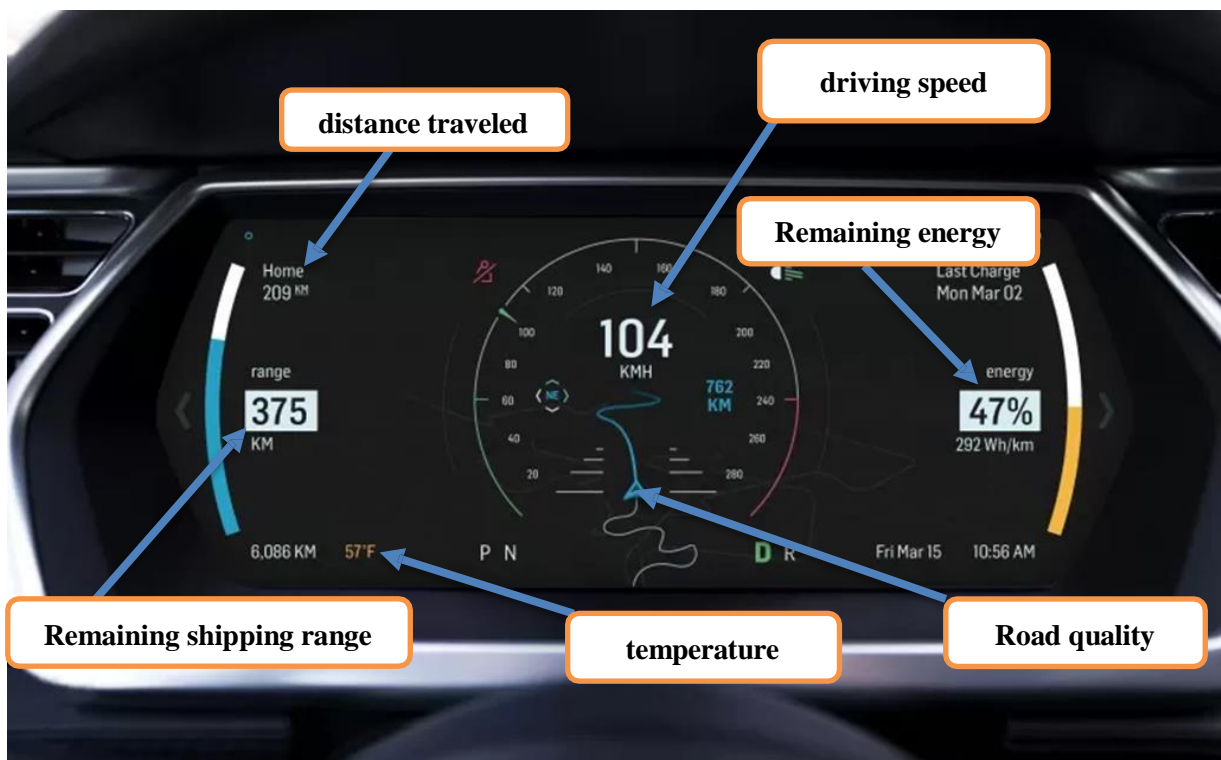 driving speed
distance traveled
Remaining energy
Home
209 KM
Last Charge
Mon Mar 02
140
160
120
180
100
200
80
220
60
240
40
260
20
280
104
KMH
NE
762
KM
range
375
KM
energy
47%
292 Wh/km
6,086 KM
57°F
P N
D R
Fri Mar 15
10:56 AM
Remaining shipping range
temperature
Road quality